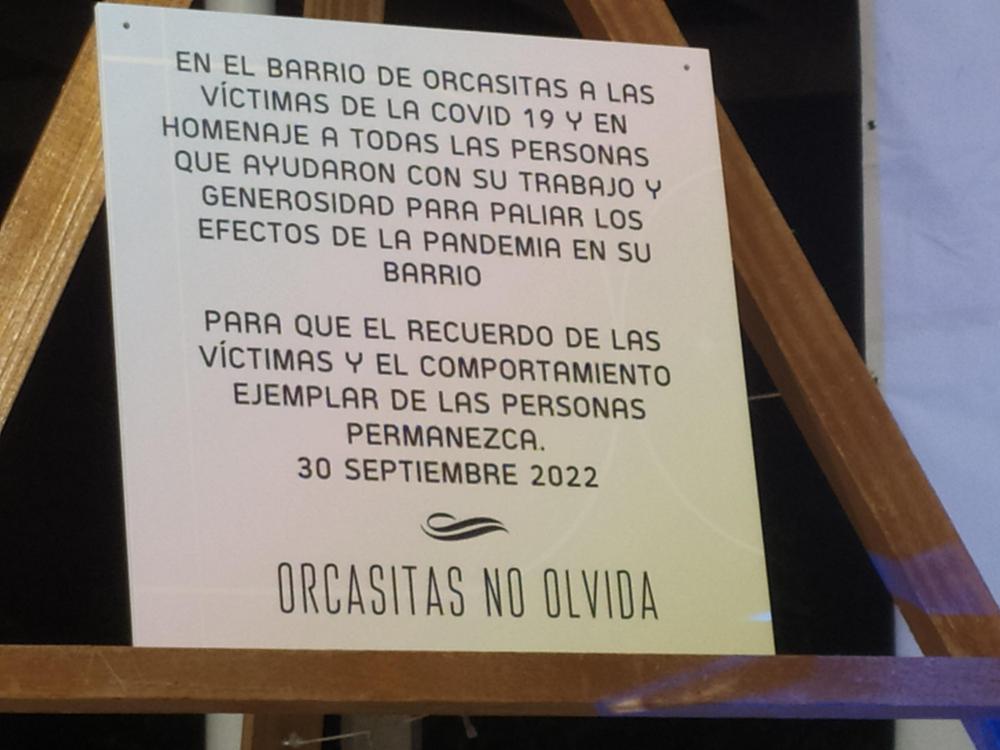 EN EL BARRIO DE ORCASITAS A LAS
VÍCTIMAS DE LA COVID 19 Y EN
HOMENAJE A TODAS LAS PERSONAS
QUE AYUDARON CON SU TRABAJO Y
GENEROSIDAD PARA PALIAR LOS
EFECTOS DE LA PANDEMIA EN SU
BARRIO
PARA QUE EL RECUERDO DE LAS
VÍCTIMAS Y EL COMPORTAMIENTO
EJEMPLAR DE LAS PERSONAS
PERMANEZCA.
30 SEPTIEMBRE 2022
ORCASITAS NO OLVIDA